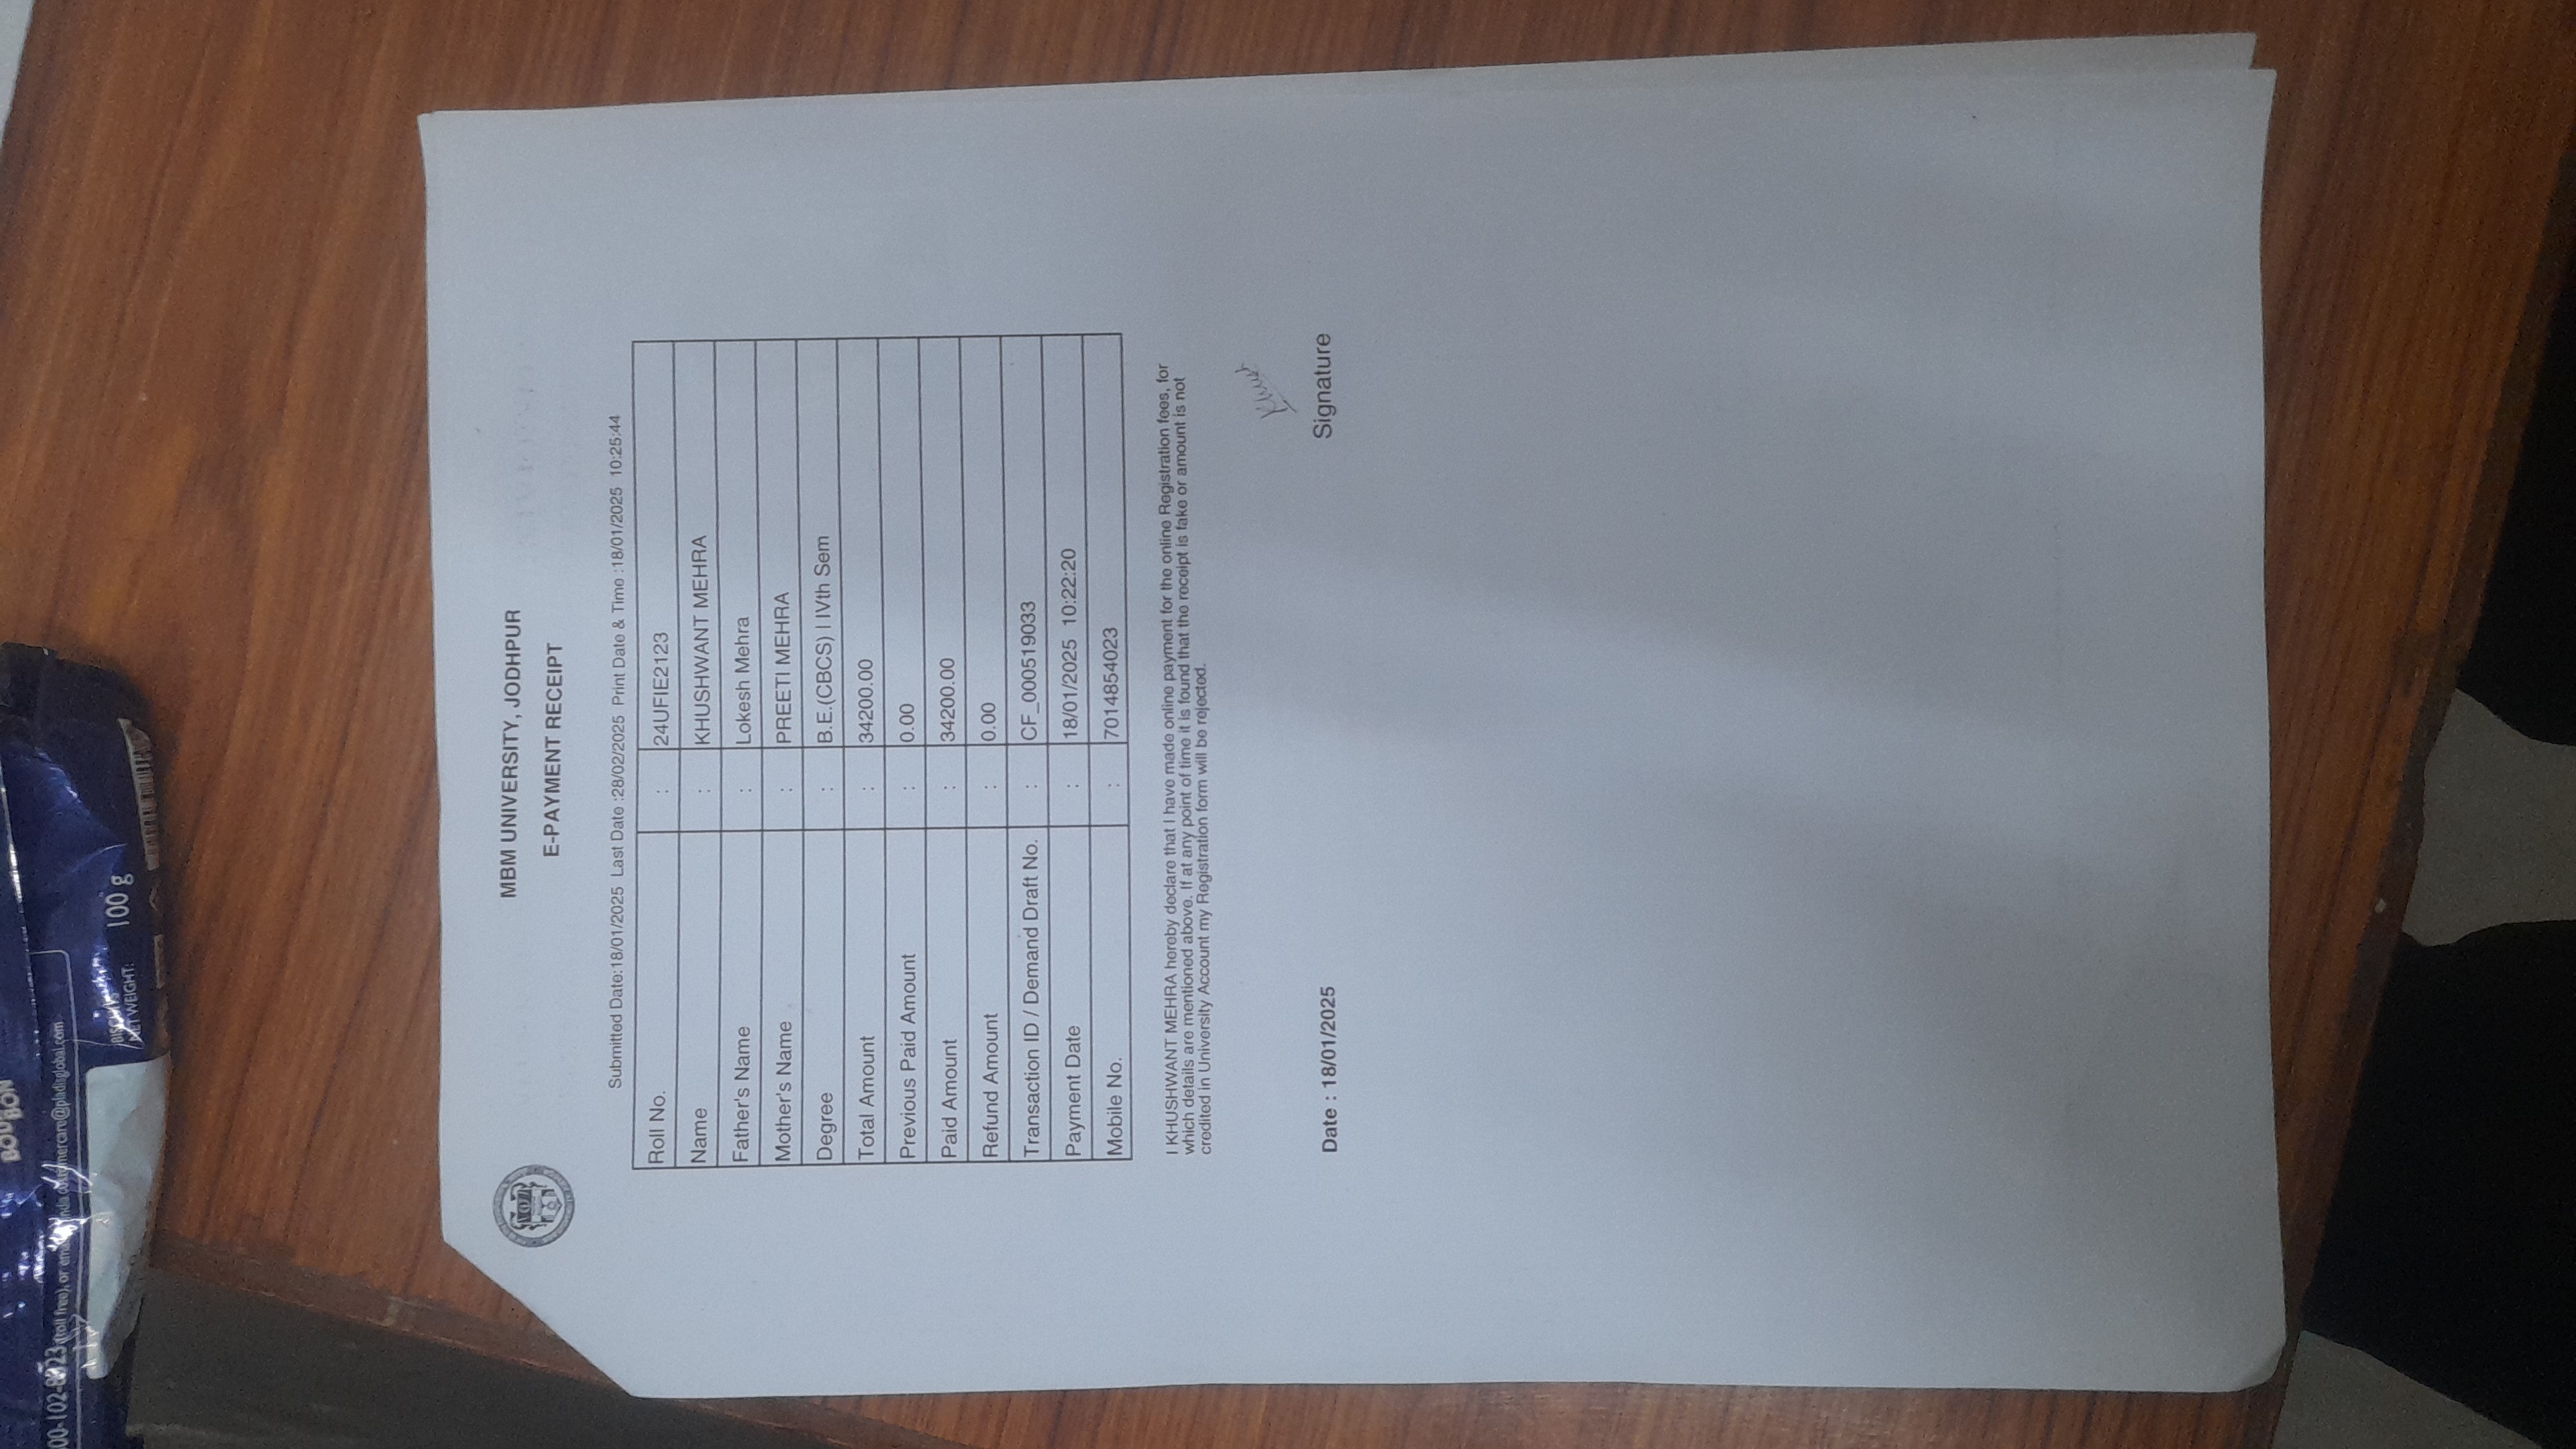 BOURBON
00-102-8923 (toll free), or email india.customercare@pladisglobal.com
BISCUITS
NET WEIGHT: 100 g
MBM UNIVERSITY, JODHPUR
E-PAYMENT RECEIPT
Submitted Date:18/01/2025 Last Date :28/02/2025 Print Date & Time :18/01/2025 10:25:44
Roll No. : 24UFIE2123
Name : KHUSHWANT MEHRA
Father's Name : Lokesh Mehra
Mother's Name : PREETI MEHRA
Degree : B.E.(CBCS) | IVth Sem
Total Amount : 34200.00
Previous Paid Amount : 0.00
Paid Amount : 34200.00
Refund Amount : 0.00
Transaction ID / Demand Draft No. : CF_000519033
Payment Date : 18/01/2025 10:22:20
Mobile No. : 7014854023
I KHUSHWANT MEHRA hereby declare that I have made online payment for the online Registration fees, for
which details are mentioned above. If at any point of time it is found that the receipt is fake or amount is not
credited in University Account my Registration form will be rejected.
Khush
Date : 18/01/2025 Signature